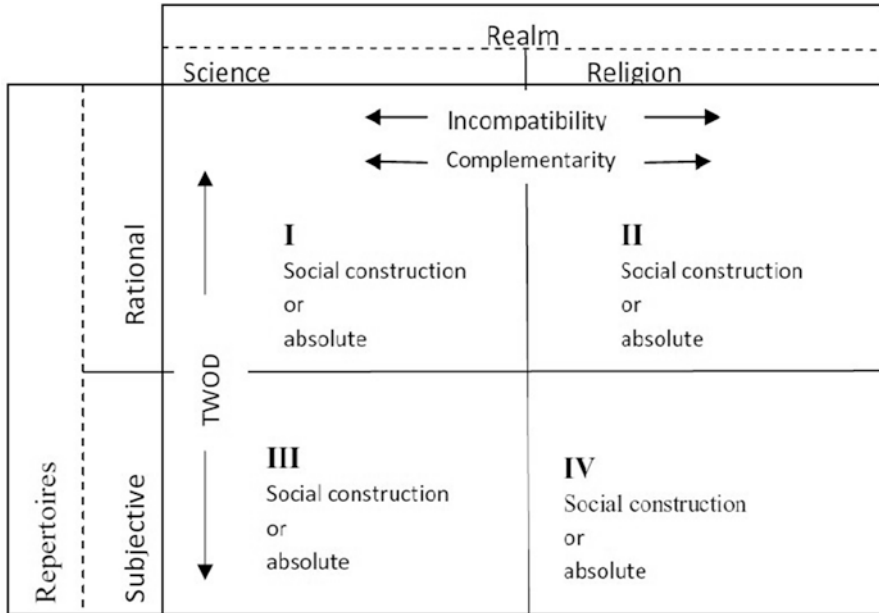 Realm
Science Religion
Incompatibility
Complementarity
Rational
I
Social construction
or
absolute
II
Social construction
or
absolute
TWOD
Repertoires
Subjective
III
Social construction
or
absolute
IV
Social construction
or
absolute